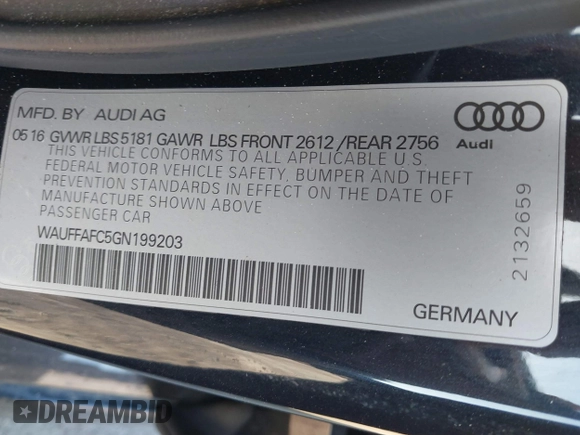 MFD. BY AUDI AG
0516 GVWR LBS 5181 GAWR LBS FRONT 2612 / REAR 2756
Audi
THIS VEHICLE CONFORMS TO ALL APPLICABLE U.S.
FEDERAL MOTOR VEHICLE SAFETY, BUMPER AND THEFT
PREVENTION STANDARDS IN EFFECT ON THE DATE OF
MANUFACTURE SHOWN ABOVE
PASSENGER CAR
WAUFFAFC5GN199203
2132659
GERMANY
DREAMBID